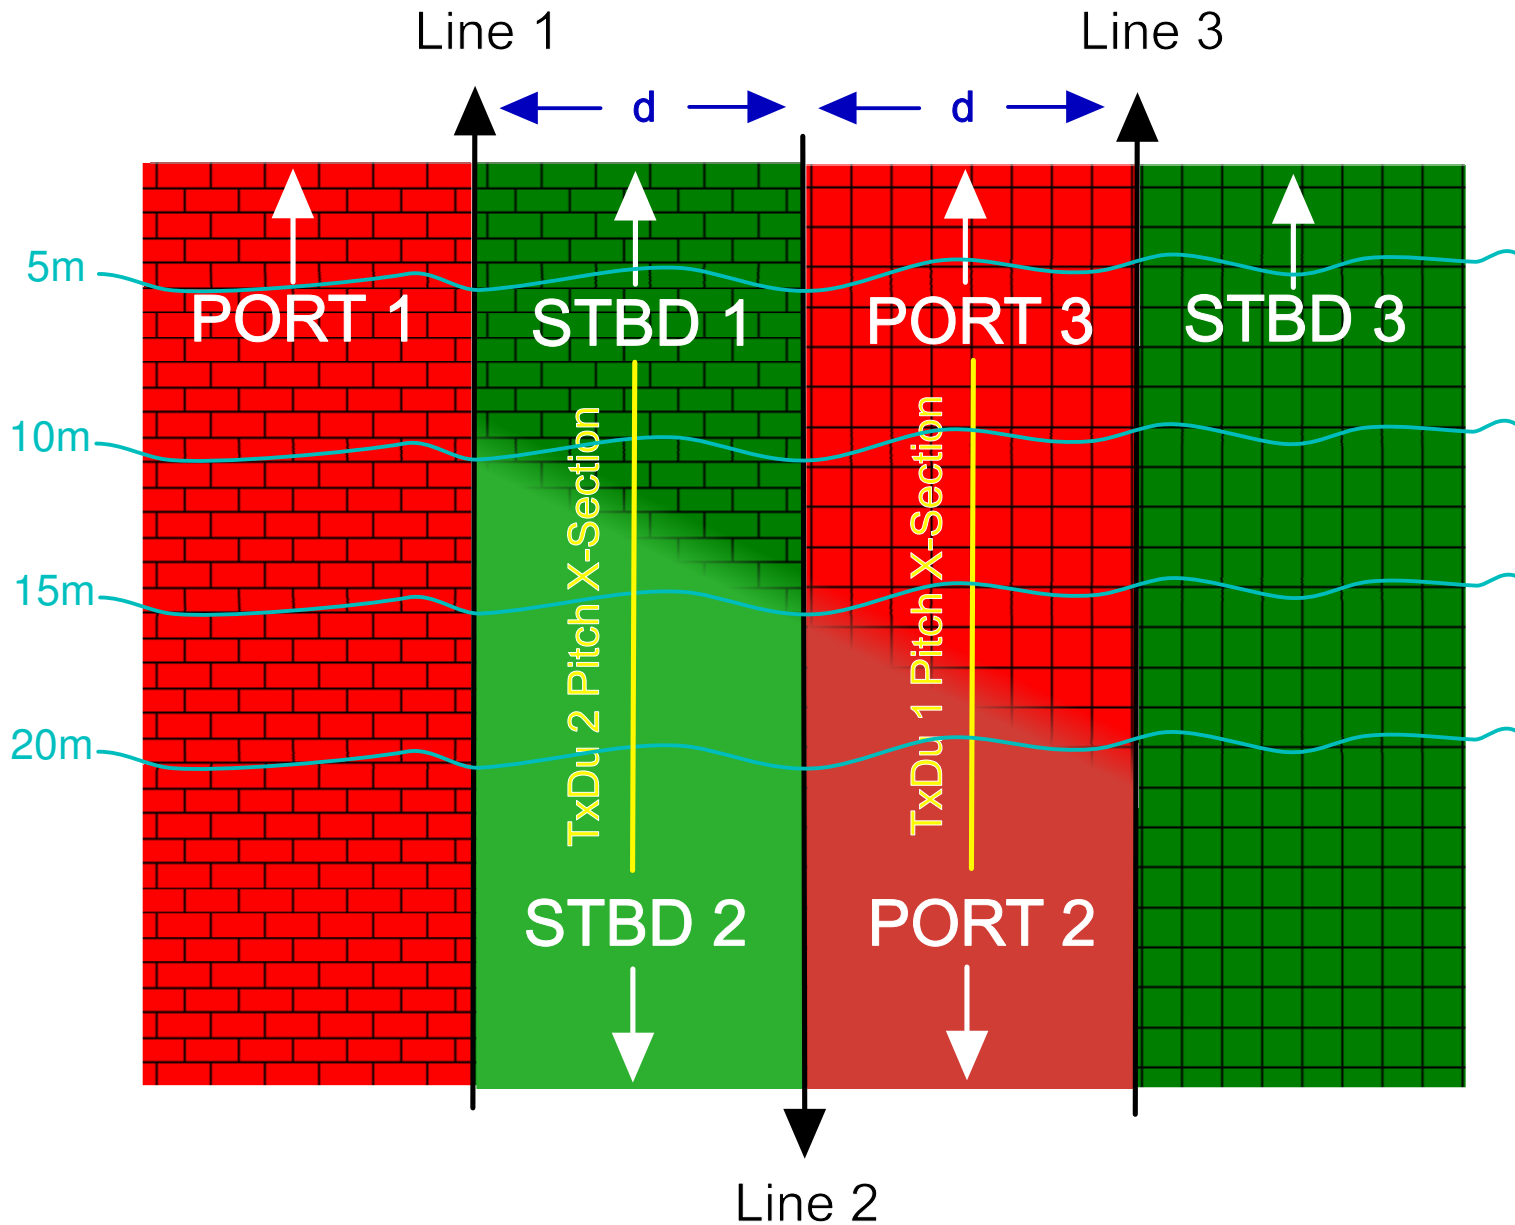 Line 1
Line 3
d
d
5m
PORT 1
STBD 1
PORT 3
STBD 3
10m
TxDu 2 Pitch X-Section
TxDu 1 Pitch X-Section
15m
20m
STBD 2
PORT 2
Line 2